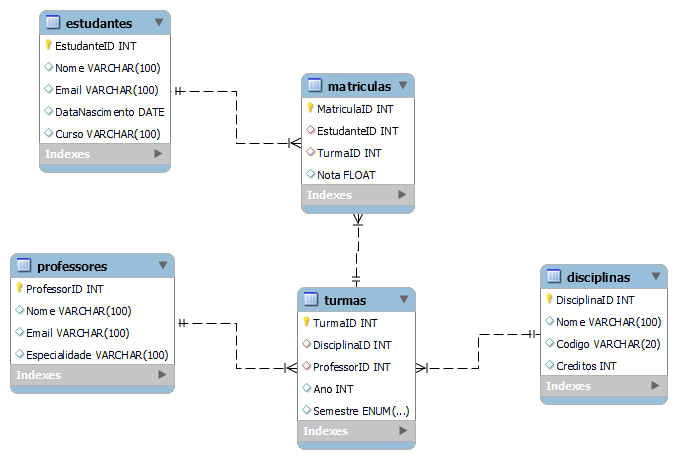 estudantes
EstudanteID INT
Nome VARCHAR(100)
Email VARCHAR(100)
DataNascimento DATE
Curso VARCHAR(100)
Indexes
matriculas
MatriculaID INT
EstudanteID INT
TurmaID INT
Nota FLOAT
Indexes
professores
ProfessorID INT
Nome VARCHAR(100)
Email VARCHAR(100)
Especialidade VARCHAR(100)
Indexes
turmas
TurmaID INT
DisciplinaID INT
ProfessorID INT
Ano INT
Semestre ENUM(...)
Indexes
disciplinas
DisciplinaID INT
Nome VARCHAR(100)
Codigo VARCHAR(20)
Creditos INT
Indexes